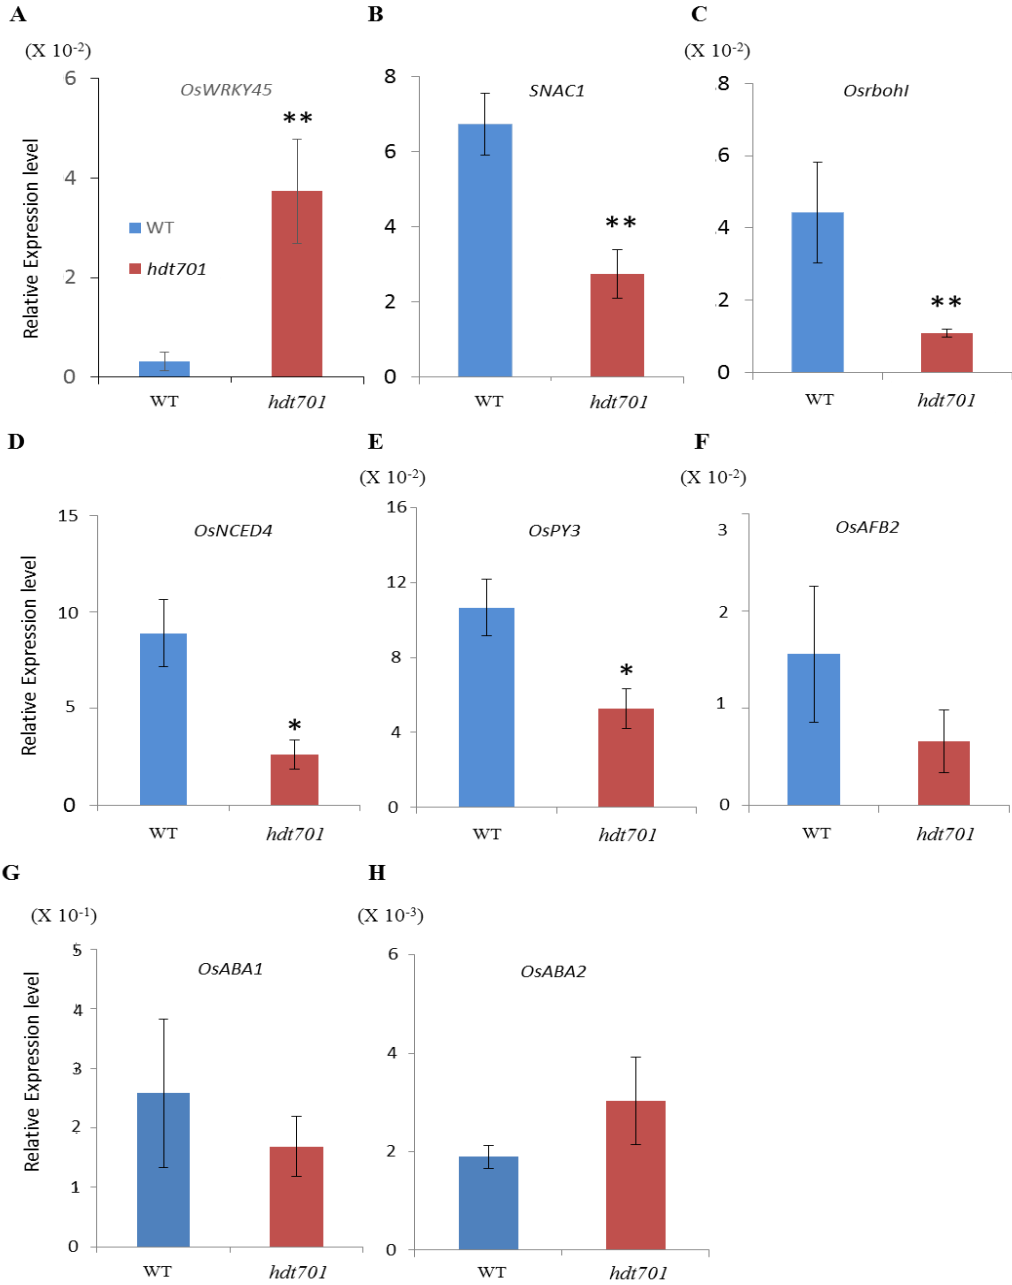 A
(X 10-2)
OsWRKY45
**
Relative Expression level
6
4
2
0
WT
hdt701
WT
hdt701
B
SNAC1
**
8
6
4
2
0
WT
hdt701
C
(X 10-2)
OsrbohI
**
.8
.6
.4
.2
0
WT
hdt701
D
OsNCED4
*
Relative Expression level
15
10
5
0
WT
hdt701
E
(X 10-2)
OsPY3
*
16
12
8
4
0
WT
hdt701
F
(X 10-2)
OsAFB2
3
2
1
0
WT
hdt701
G
(X 10-1)
OsABA1
Relative Expression level
5
4
3
2
1
0
WT
hdt701
H
(X 10-3)
OsABA2
6
4
2
0
WT
hdt701